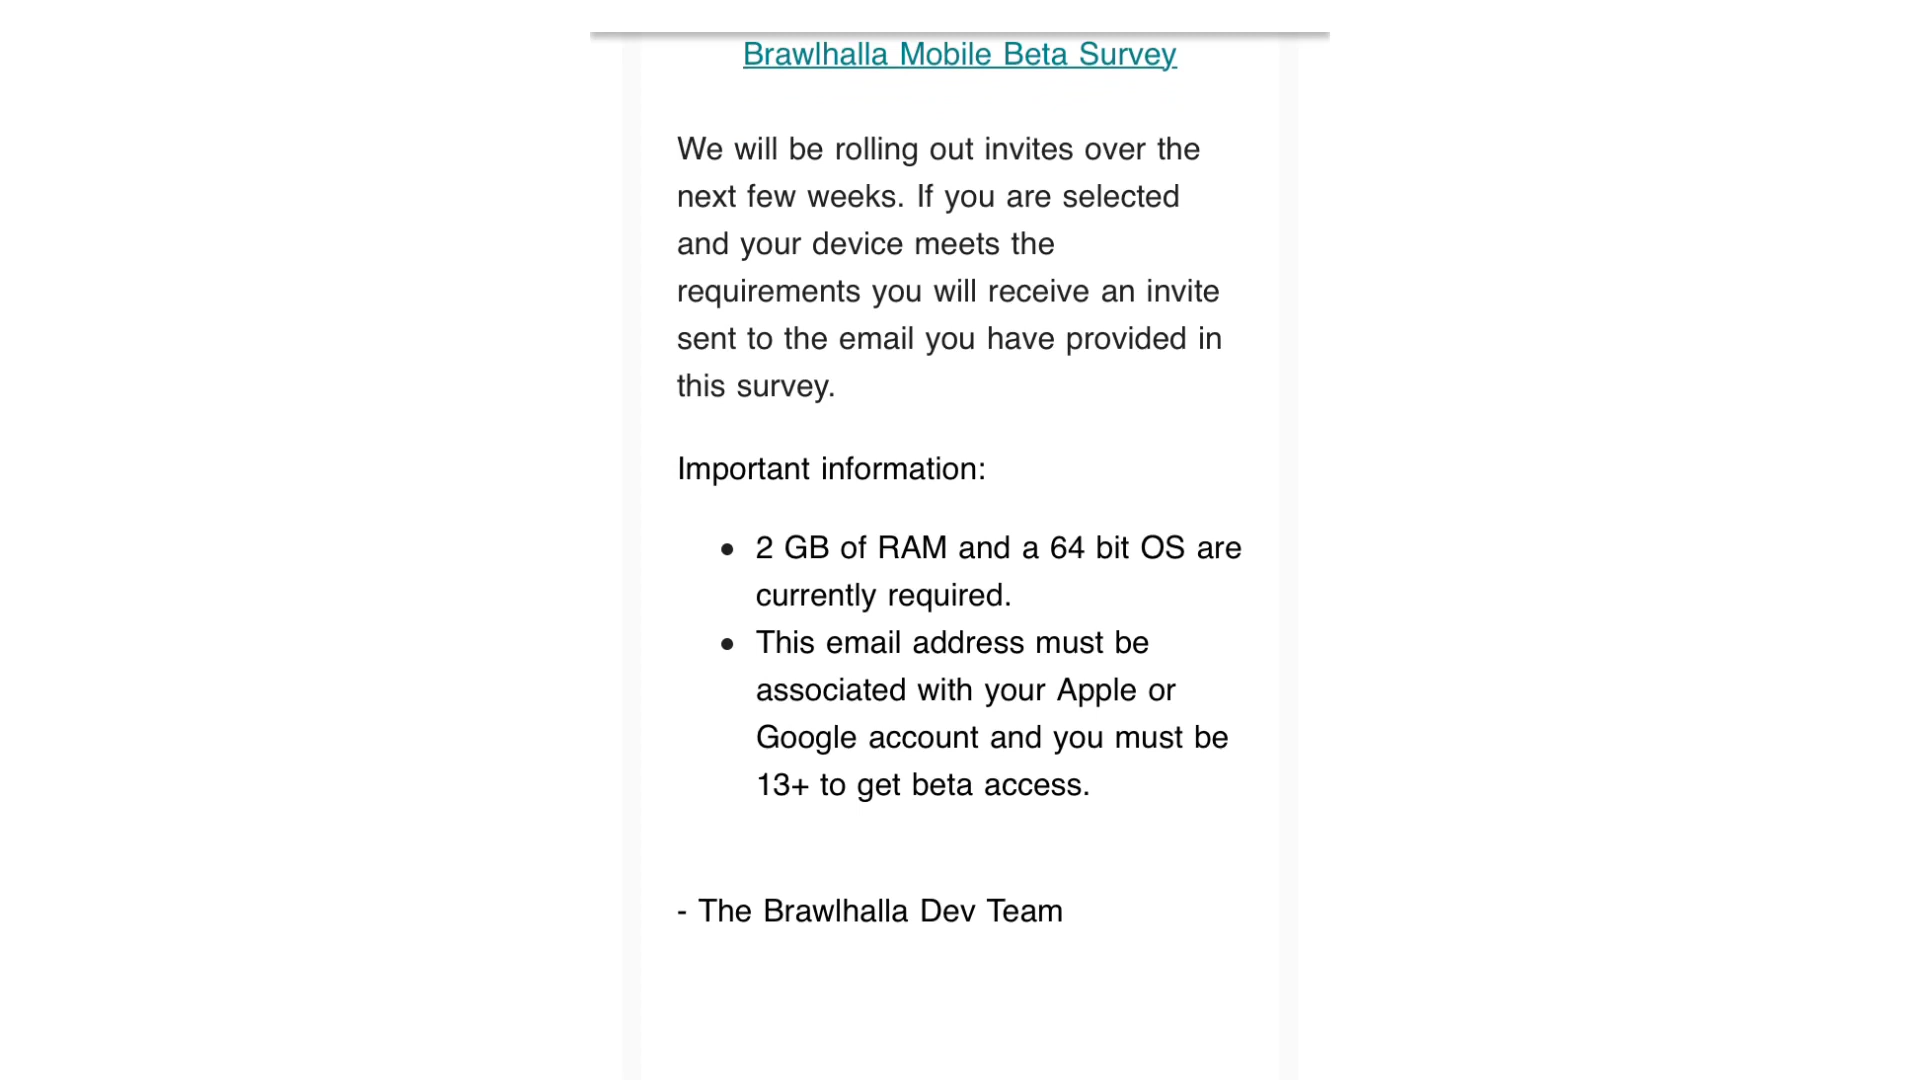 Brawlhalla Mobile Beta Survey
We will be rolling out invites over the
next few weeks. If you are selected
and your device meets the
requirements you will receive an invite
sent to the email you have provided in
this survey.
Important information:
• 2 GB of RAM and a 64 bit OS are
currently required.
• This email address must be
associated with your Apple or
Google account and you must be
13+ to get beta access.
- The Brawlhalla Dev Team